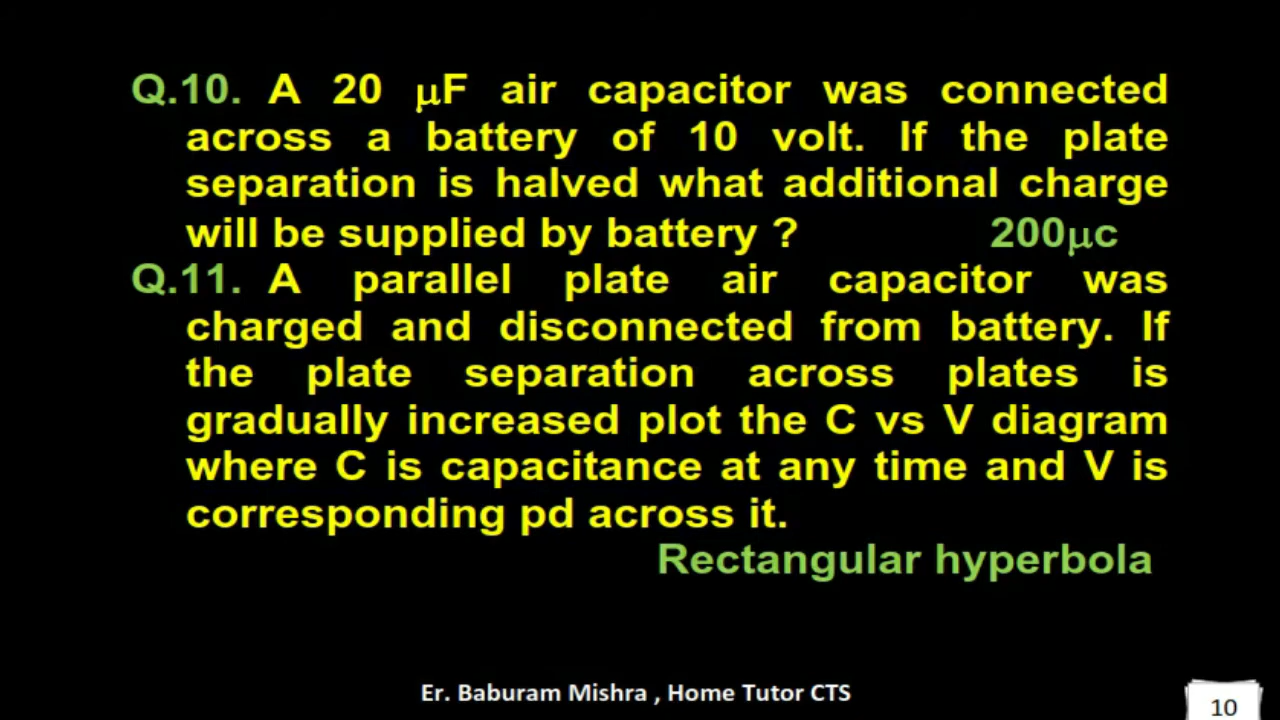 Q.10. A 20 μF air capacitor was connected
across a battery of 10 volt. If the plate
separation is halved what additional charge
will be supplied by battery ? 200μc
Q.11. A parallel plate air capacitor was
charged and disconnected from battery. If
the plate separation across plates is
gradually increased plot the C vs V diagram
where C is capacitance at any time and V is
corresponding pd across it.
Rectangular hyperbola
Er. Baburam Mishra , Home Tutor CTS
10